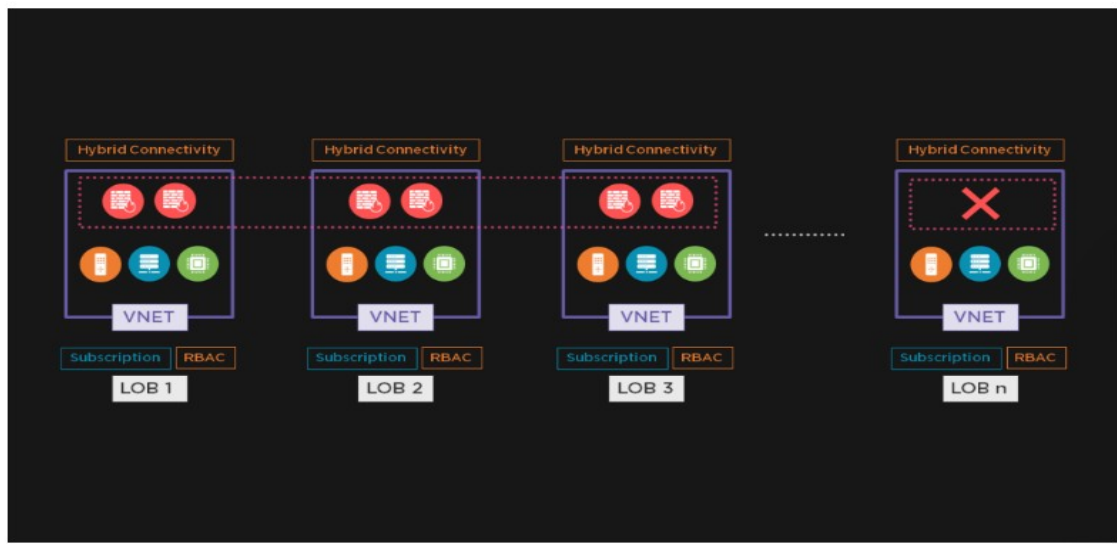 Hybrid Connectivity
Hybrid Connectivity
Hybrid Connectivity
Hybrid Connectivity
VNET
VNET
VNET
VNET
Subscription RBAC
Subscription RBAC
Subscription RBAC
Subscription RBAC
LOB 1
LOB 2
LOB 3
LOB n